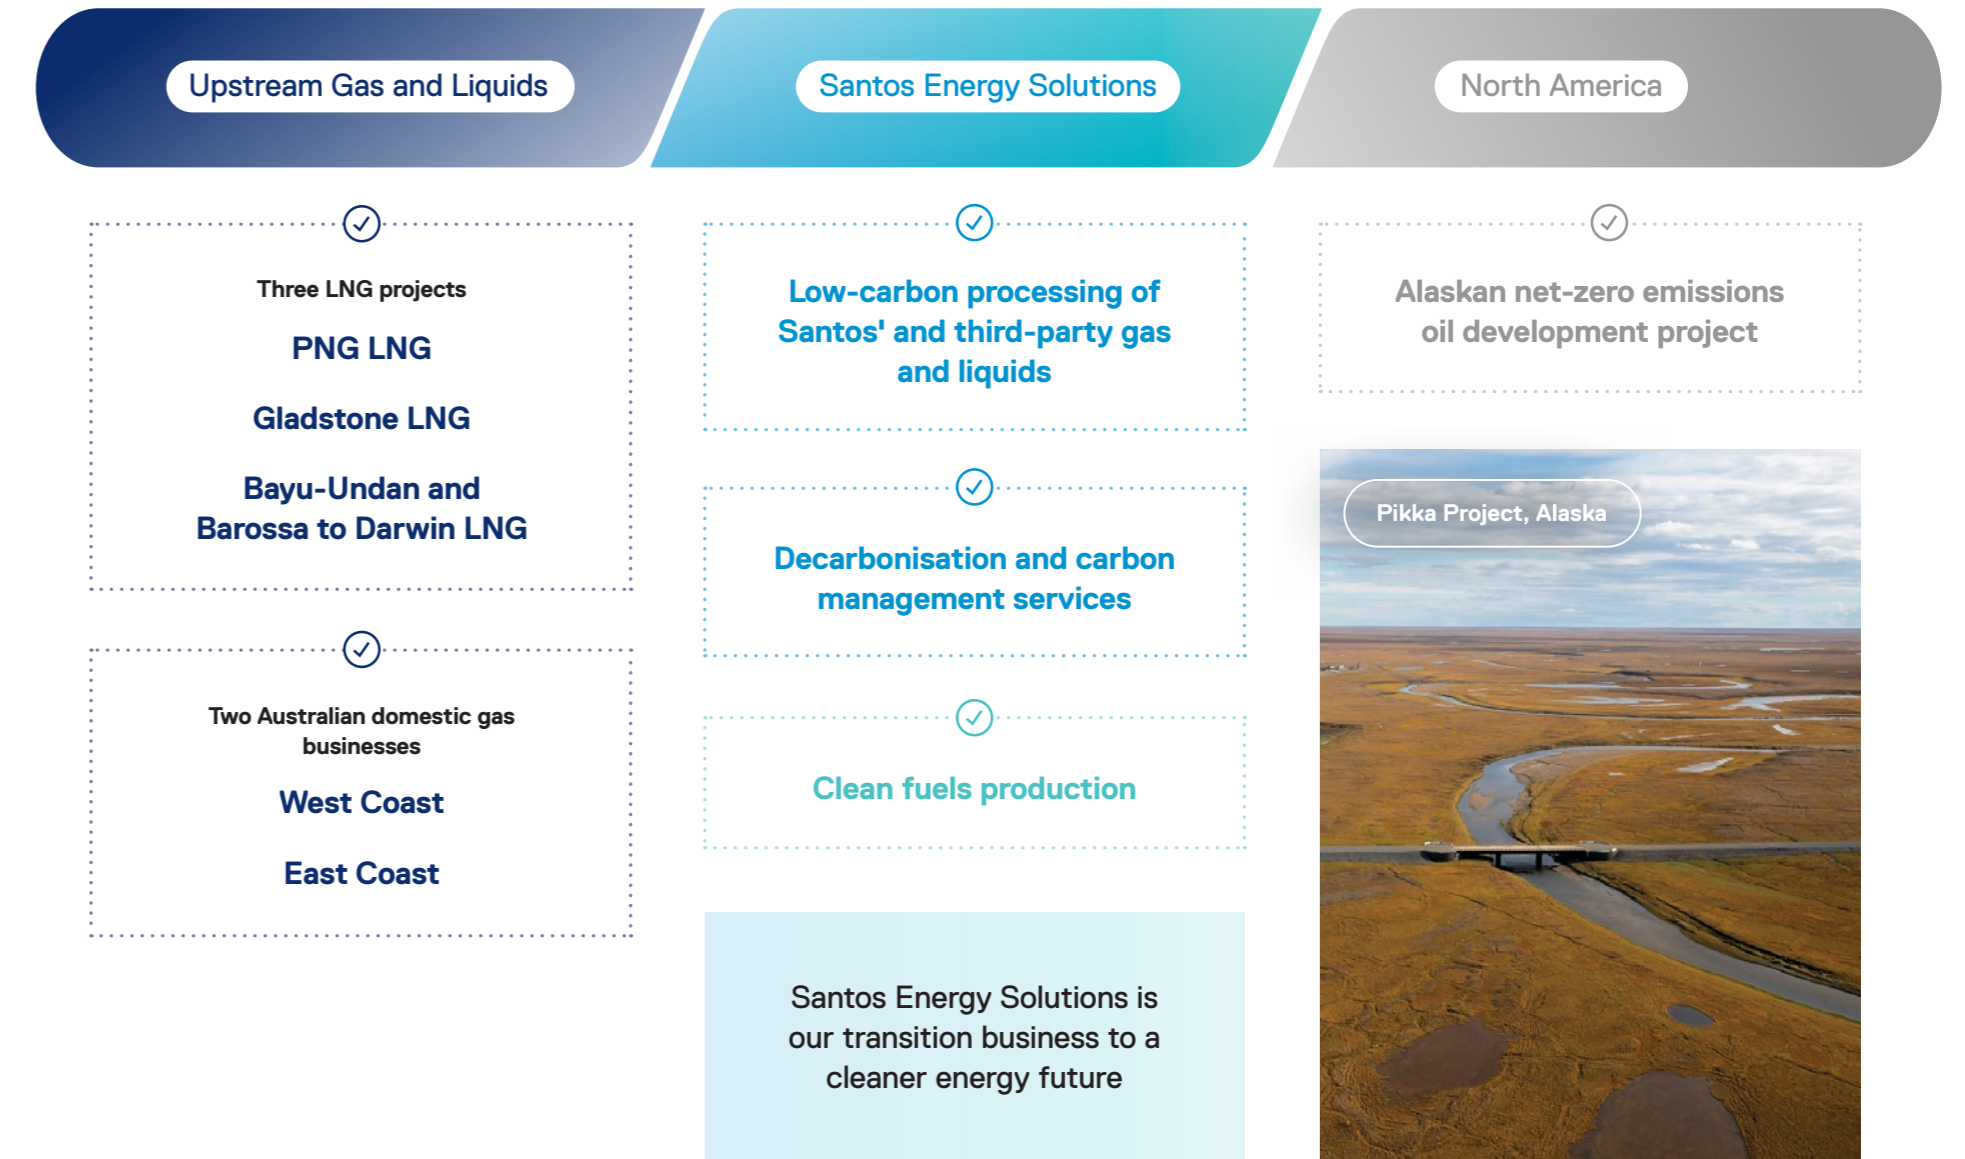 Upstream Gas and Liquids
Santos Energy Solutions
North America
Three LNG projects
PNG LNG
Gladstone LNG
Bayu-Undan and
Barossa to Darwin LNG
Two Australian domestic gas
businesses
West Coast
East Coast
Low-carbon processing of
Santos' and third-party gas
and liquids
Decarbonisation and carbon
management services
Clean fuels production
Santos Energy Solutions is
our transition business to a
cleaner energy future
Alaskan net-zero emissions
oil development project
Pikka Project, Alaska